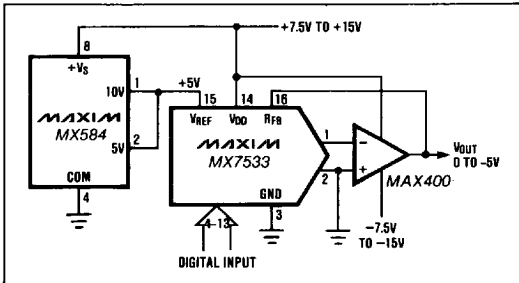 +7.5V TO +15V
8
+VS
10V
1
+5V
15
14
16
MAXIM
MX584
VREF
VDD
RFB
5V
2
MAXIM
MX7533
1
–
2
+
MAX400
VOUT
0 TO -5V
COM
4
GND
3
4-13
-7.5V
TO -15V
DIGITAL INPUT